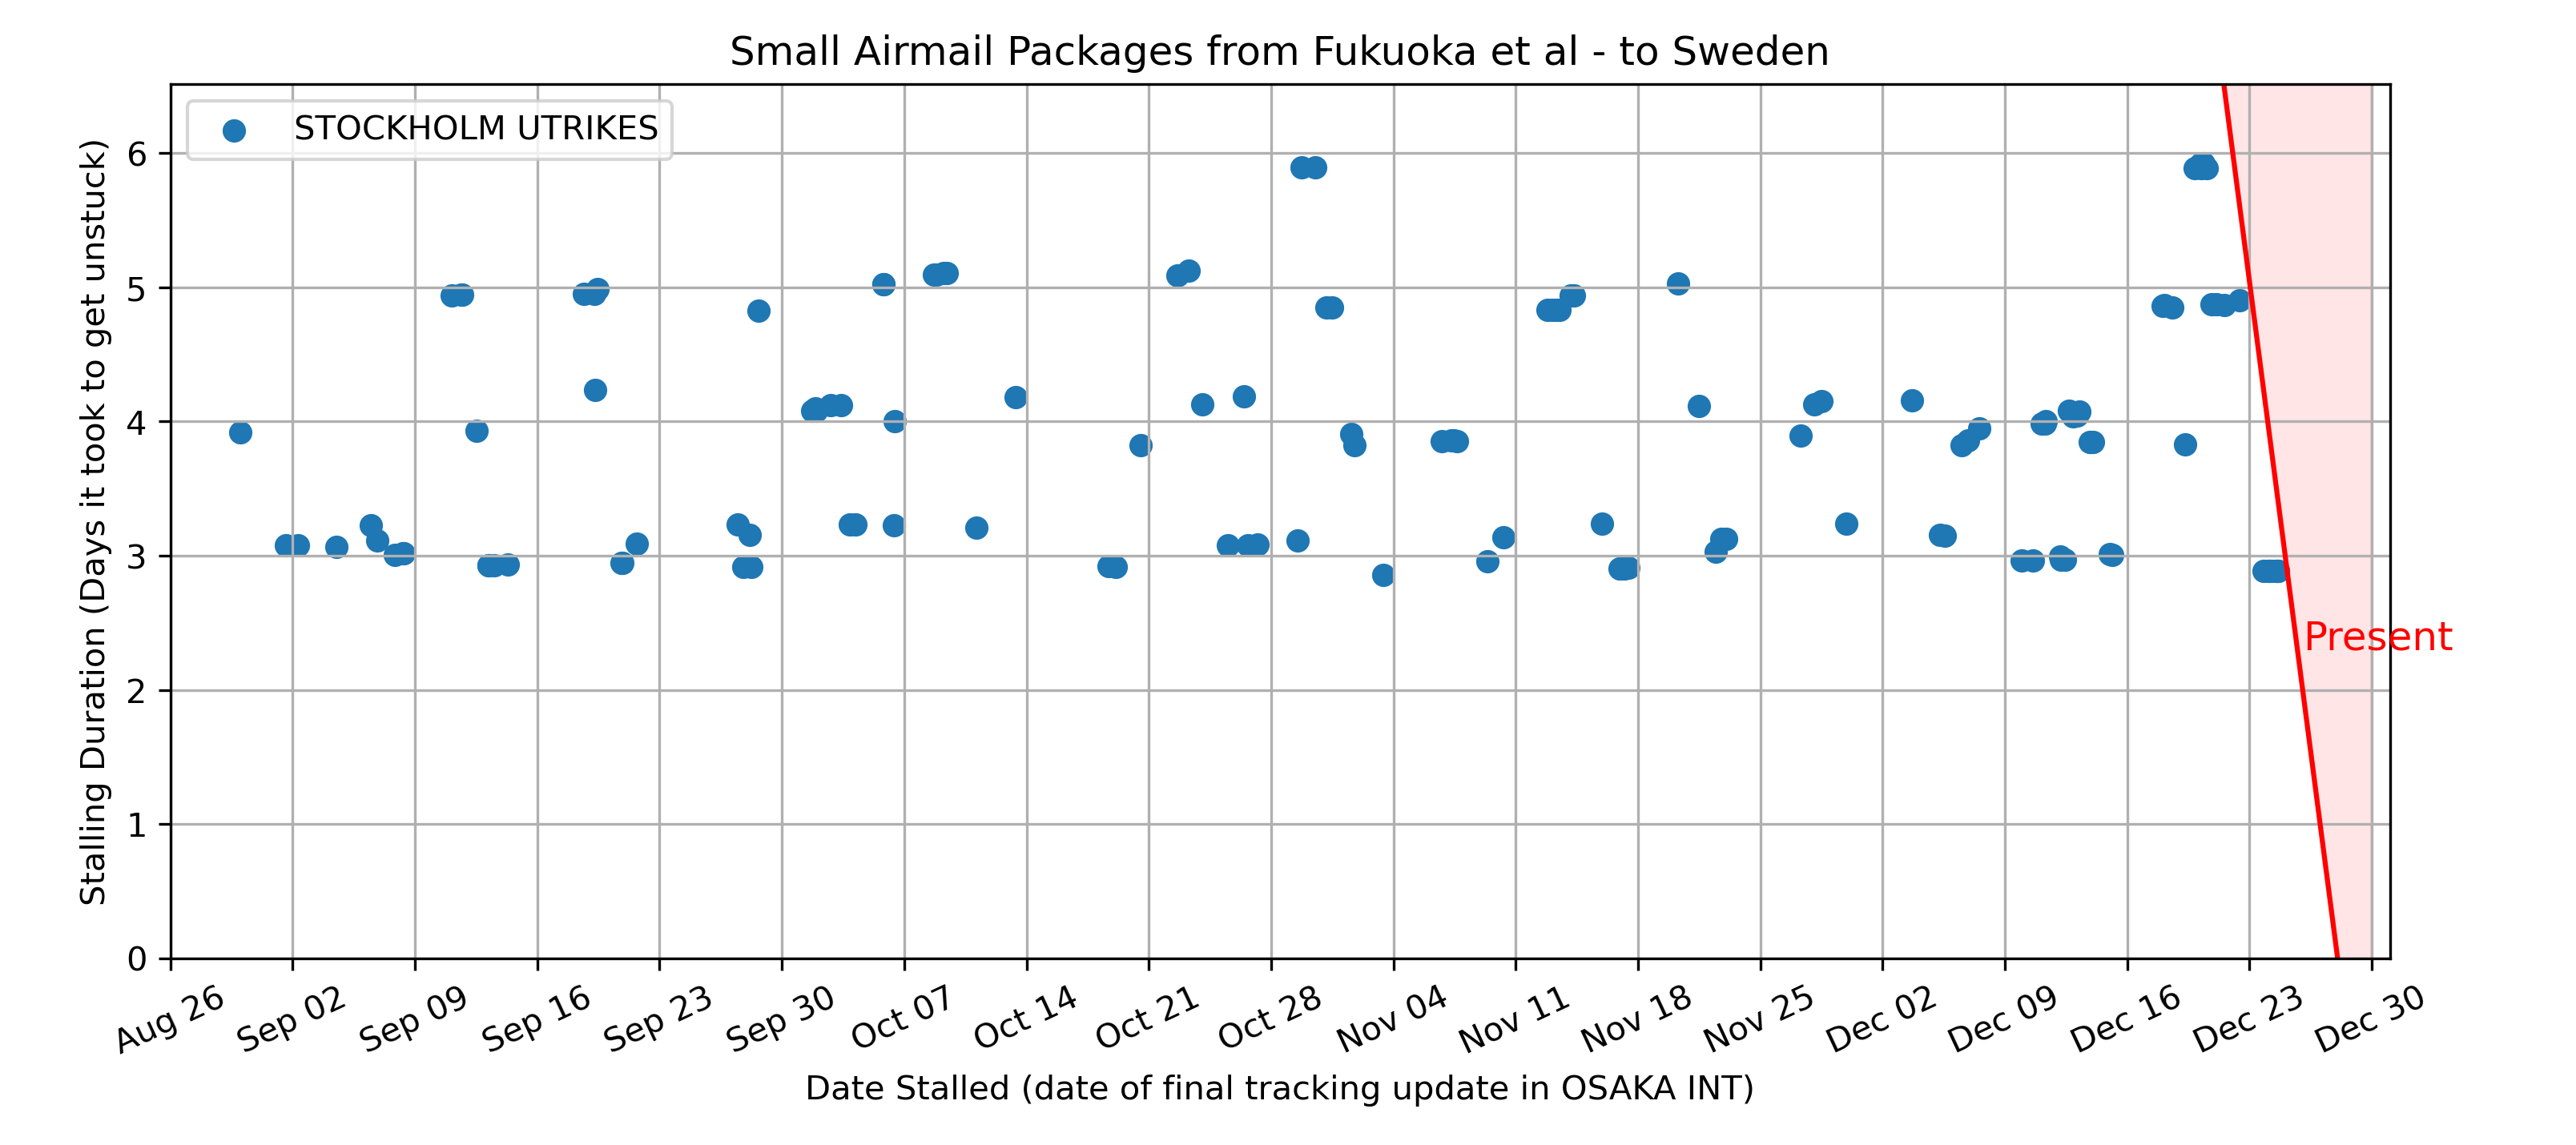 Small Airmail Packages from Fukuoka et al - to Sweden
STOCKHOLM UTRIKES
Stalling Duration (Days it took to get unstuck)
6
5
4
3
2
1
0
Present
Aug 26
Sep 02
Sep 09
Sep 16
Sep 23
Sep 30
Oct 07
Oct 14
Oct 21
Oct 28
Nov 04
Nov 11
Nov 18
Nov 25
Dec 02
Dec 09
Dec 16
Dec 23
Dec 30
Date Stalled (date of final tracking update in OSAKA INT)